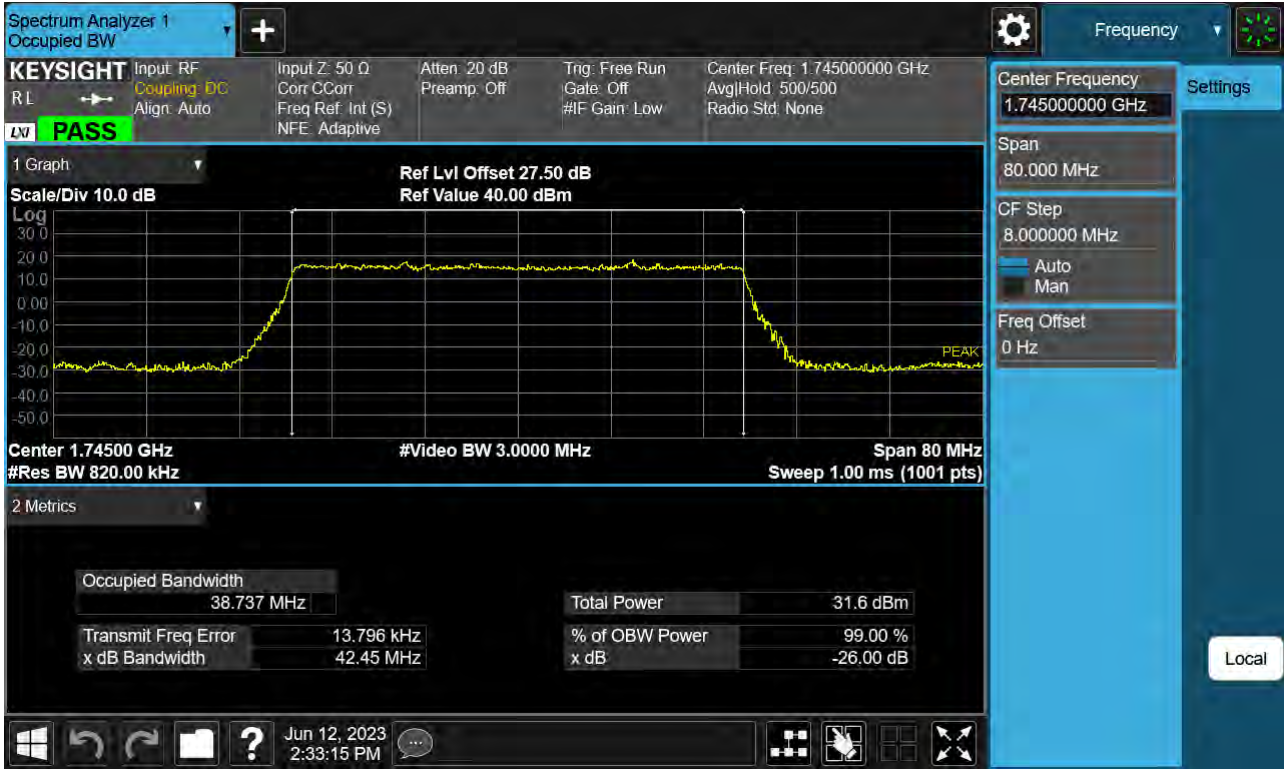 Spectrum Analyzer 1
Occupied BW
Frequency
KEYSIGHT
RL
LXI
PASS
Input: RF
Coupling: DC
Align: Auto
Input Z: 50 Ω
Corr CCorr
Freq Ref: Int (S)
NFE: Adaptive
Atten: 20 dB
Preamp: Off
Trig: Free Run
Gate: Off
#IF Gain: Low
Center Freq: 1.745000000 GHz
Avg|Hold: 500/500
Radio Std: None
Center Frequency
1.745000000 GHz
Settings
Span
80.000 MHz
CF Step
8.000000 MHz
Auto
Man
Freq Offset
0 Hz
Local
1 Graph
Scale/Div 10.0 dB
Ref Lvl Offset 27.50 dB
Ref Value 40.00 dBm
Log
30.0
20.0
10.0
0.00
-10.0
-20.0
-30.0
-40.0
-50.0
PEAK
Center 1.74500 GHz
#Video BW 3.0000 MHz
Span 80 MHz
#Res BW 820.00 kHz
Sweep 1.00 ms (1001 pts)
2 Metrics
Occupied Bandwidth
38.737 MHz
Total Power 31.6 dBm
Transmit Freq Error 13.796 kHz
% of OBW Power 99.00 %
x dB Bandwidth 42.45 MHz
x dB -26.00 dB
?
Jun 12, 2023
2:33:15 PM